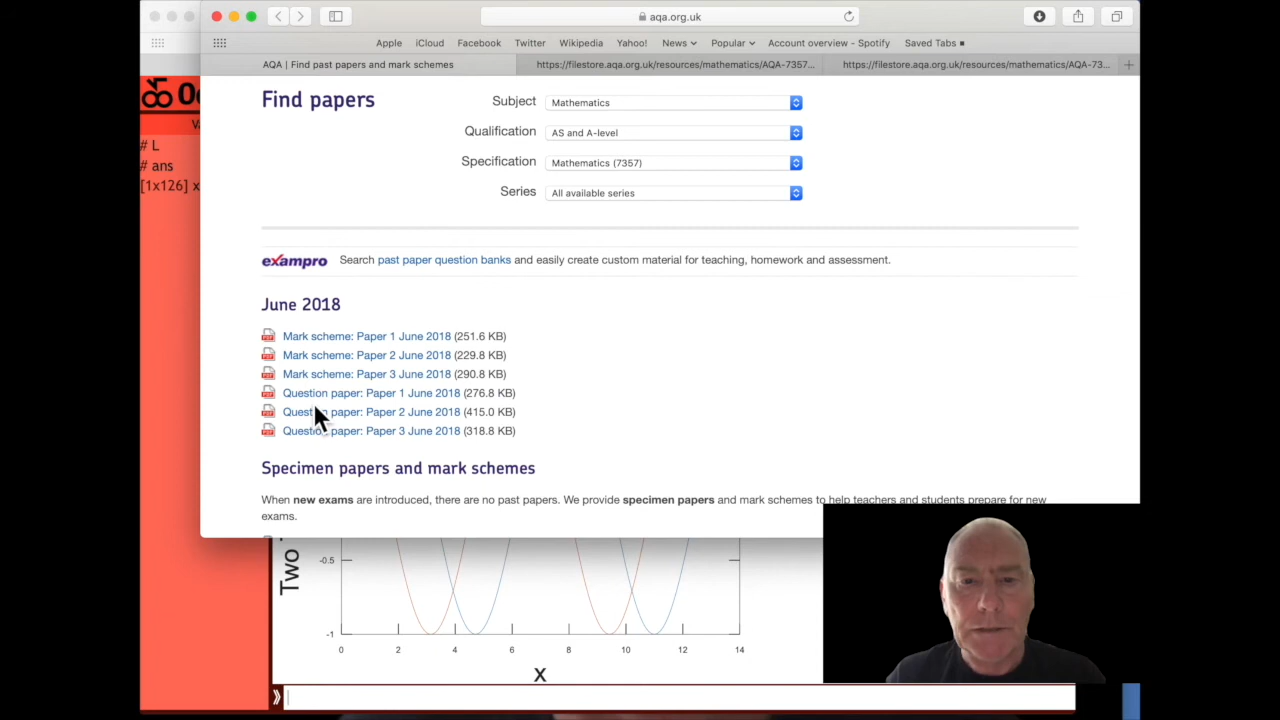 aqa.org.uk
Apple iCloud Facebook Twitter Wikipedia Yahoo! News Popular Account overview - Spotify Saved Tabs
AQA | Find past papers and mark schemes https://filestore.aqa.org.uk/resources/mathematics/AQA-7357... https://filestore.aqa.org.uk/resources/mathematics/AQA-73...
Find papers
Subject Mathematics
Qualification AS and A-level
Specification Mathematics (7357)
Series All available series
# L
# ans
[1x126] x
exampro Search past paper question banks and easily create custom material for teaching, homework and assessment.
June 2018
Mark scheme: Paper 1 June 2018 (251.6 KB)
Mark scheme: Paper 2 June 2018 (229.8 KB)
Mark scheme: Paper 3 June 2018 (290.8 KB)
Question paper: Paper 1 June 2018 (276.8 KB)
Question paper: Paper 2 June 2018 (415.0 KB)
Question paper: Paper 3 June 2018 (318.8 KB)
Specimen papers and mark schemes
When new exams are introduced, there are no past papers. We provide specimen papers and mark schemes to help teachers and students prepare for new
exams.
Two
-0.5
-1
0 2 4 6 8 10 12 14
X